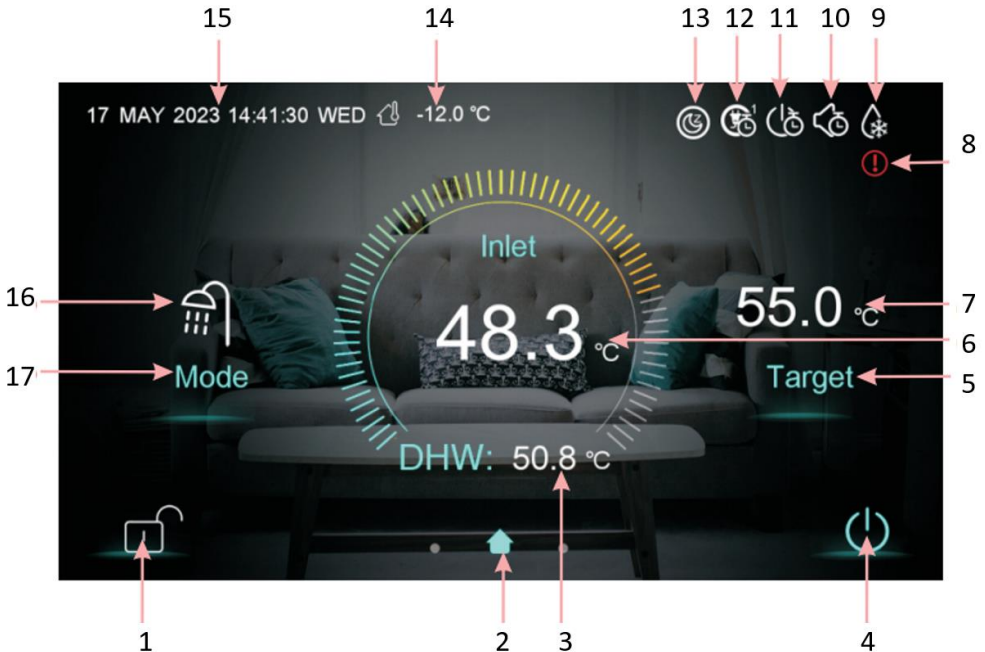 15 14 13 12 11 10 9
17 MAY 2023 14:41:30 WED -12.0 ℃
1
8
Inlet
16
55.0 ℃
7
48.3 ℃
6
17
Mode
Target
5
DHW: 50.8 ℃
1 2 3 4